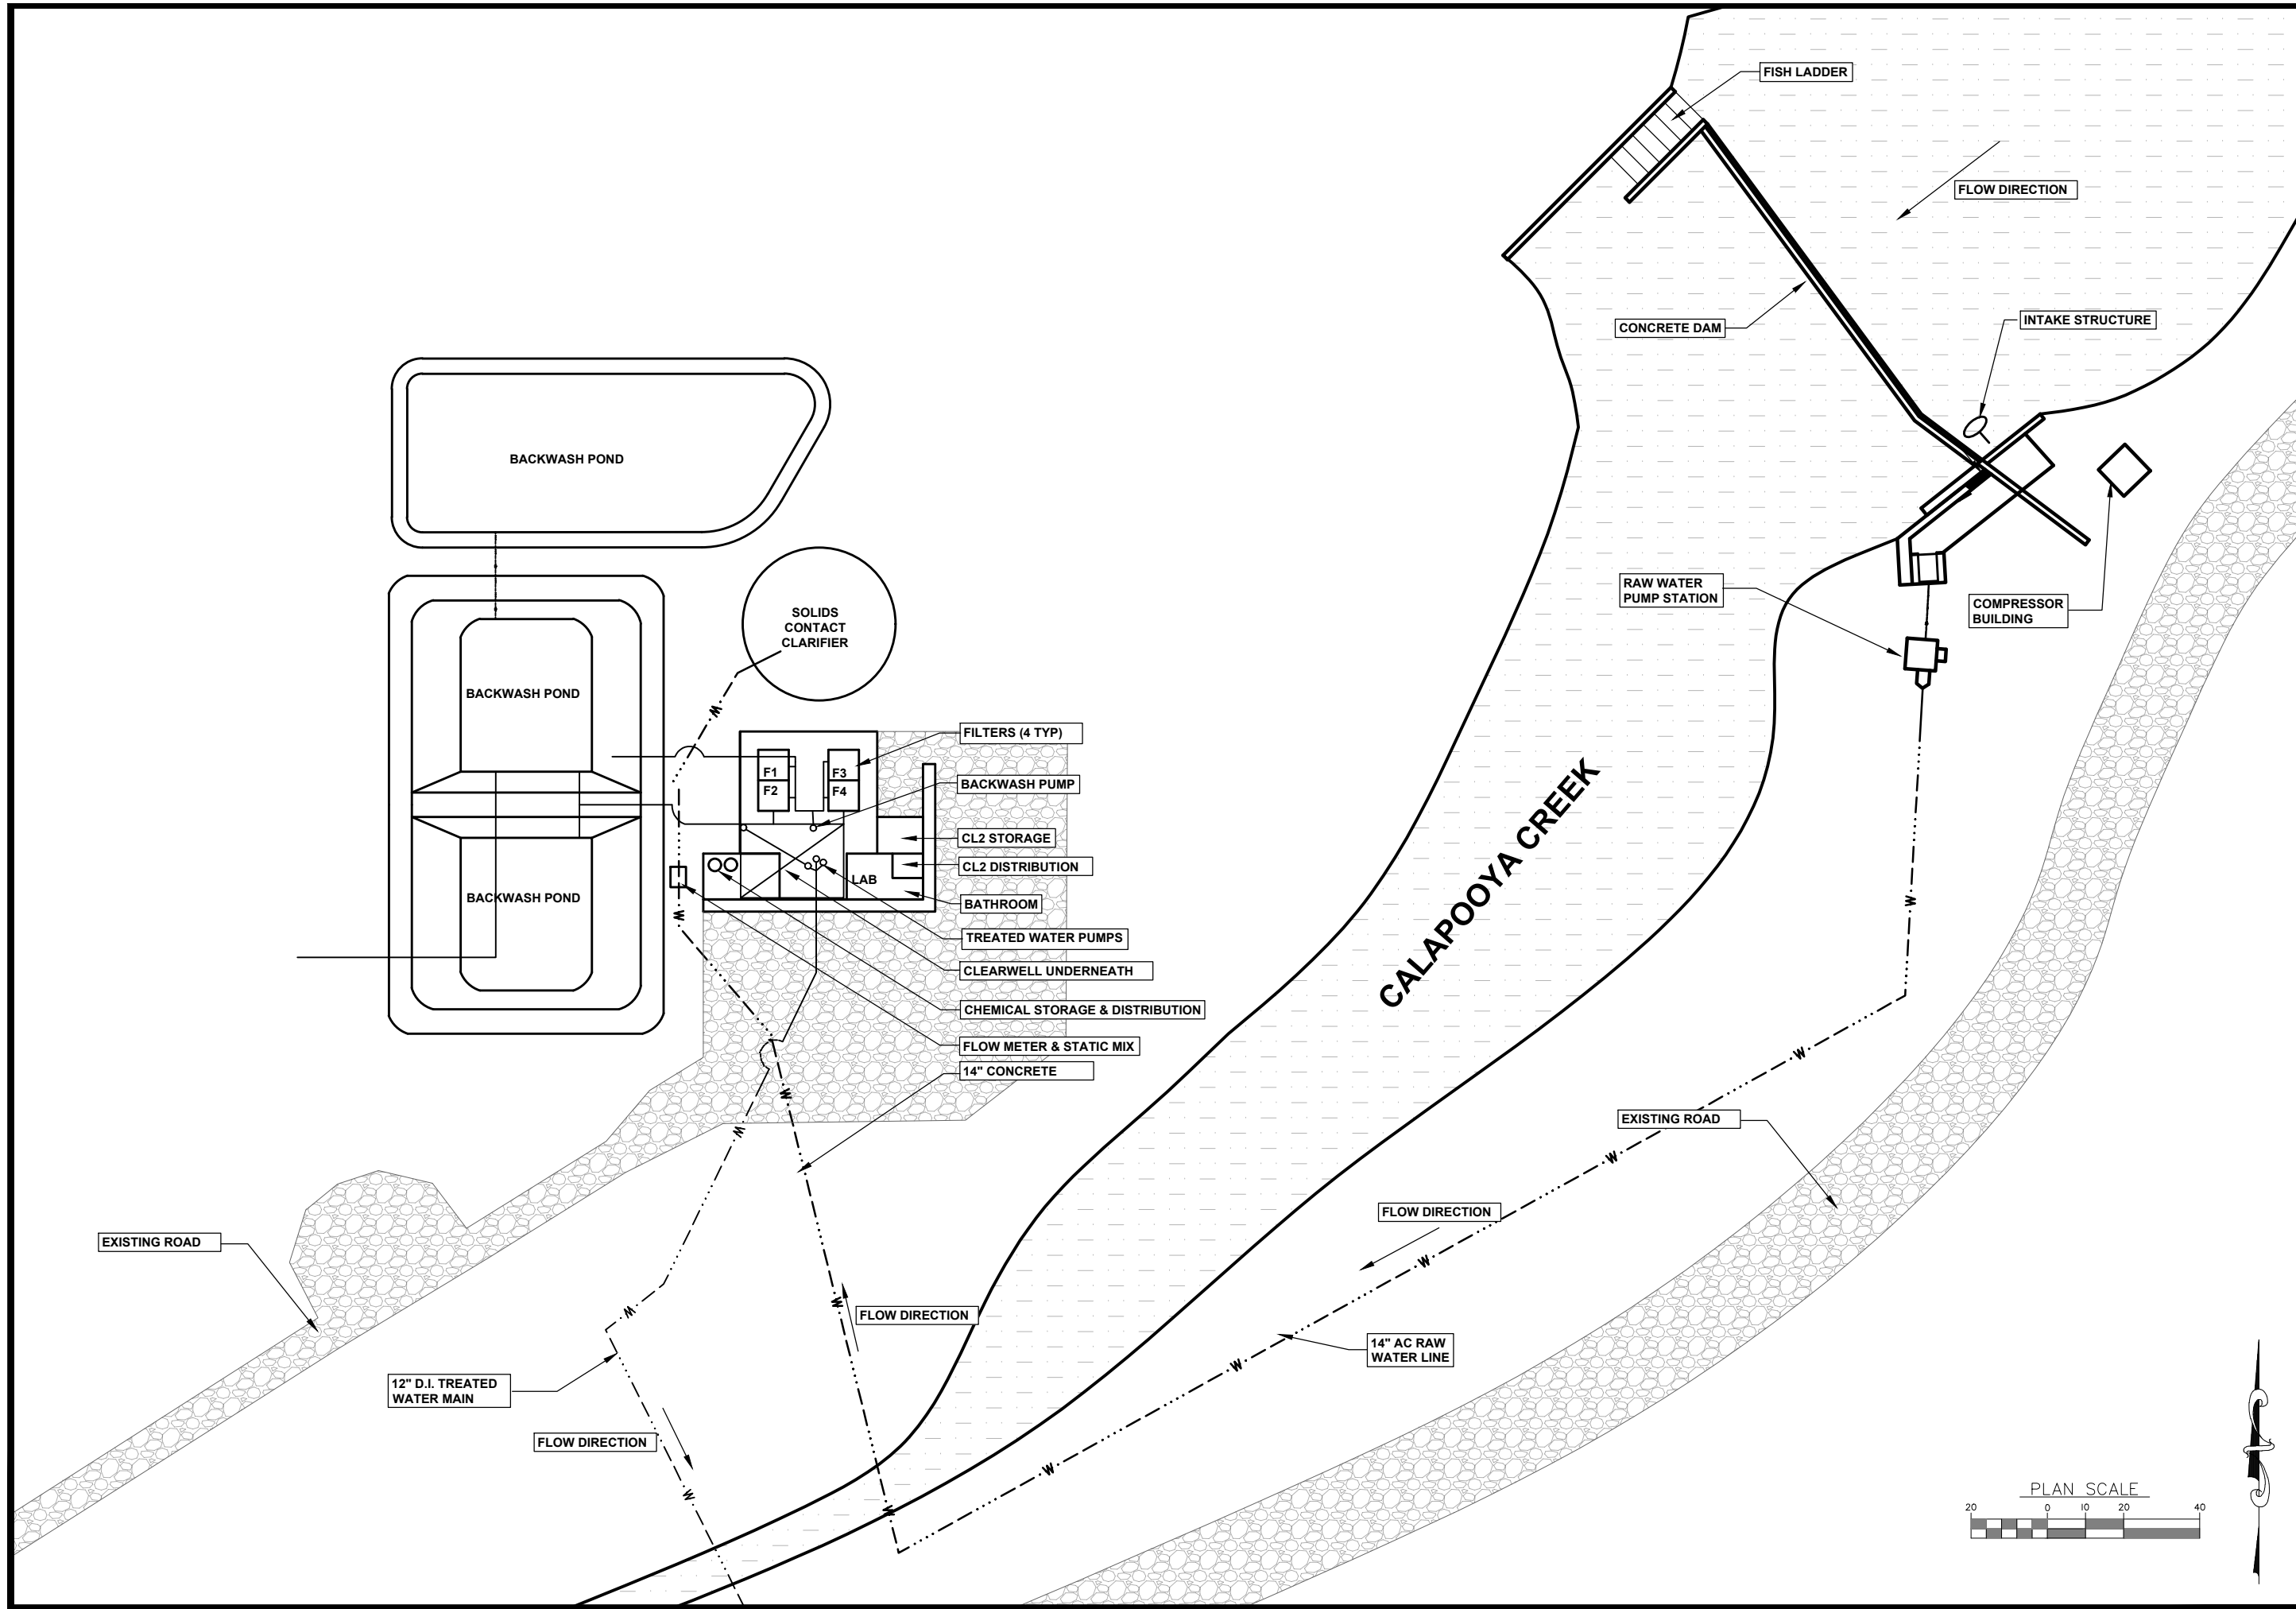 FISH LADDER
FLOW DIRECTION
INTAKE STRUCTURE
CONCRETE DAM
BACKWASH POND
RAW WATER
PUMP STATION
COMPRESSOR
BUILDING
SOLIDS
CONTACT
CLARIFIER
BACKWASH POND
FILTERS (4 TYP)
F1
F3
F2
F4
BACKWASH PUMP
CL2 STORAGE
CL2 DISTRIBUTION
LAB
BACKWASH POND
BATHROOM
TREATED WATER PUMPS
CLEARWELL UNDERNEATH
CHEMICAL STORAGE & DISTRIBUTION
FLOW METER & STATIC MIX
14" CONCRETE
CALAPOOYA CREEK
W
W
W
W
W
W
W
W
W
W
W
W
W
W
EXISTING ROAD
FLOW DIRECTION
EXISTING ROAD
FLOW DIRECTION
14" AC RAW
WATER LINE
12" D.I. TREATED
WATER MAIN
FLOW DIRECTION
PLAN SCALE
20 0 10 20 40